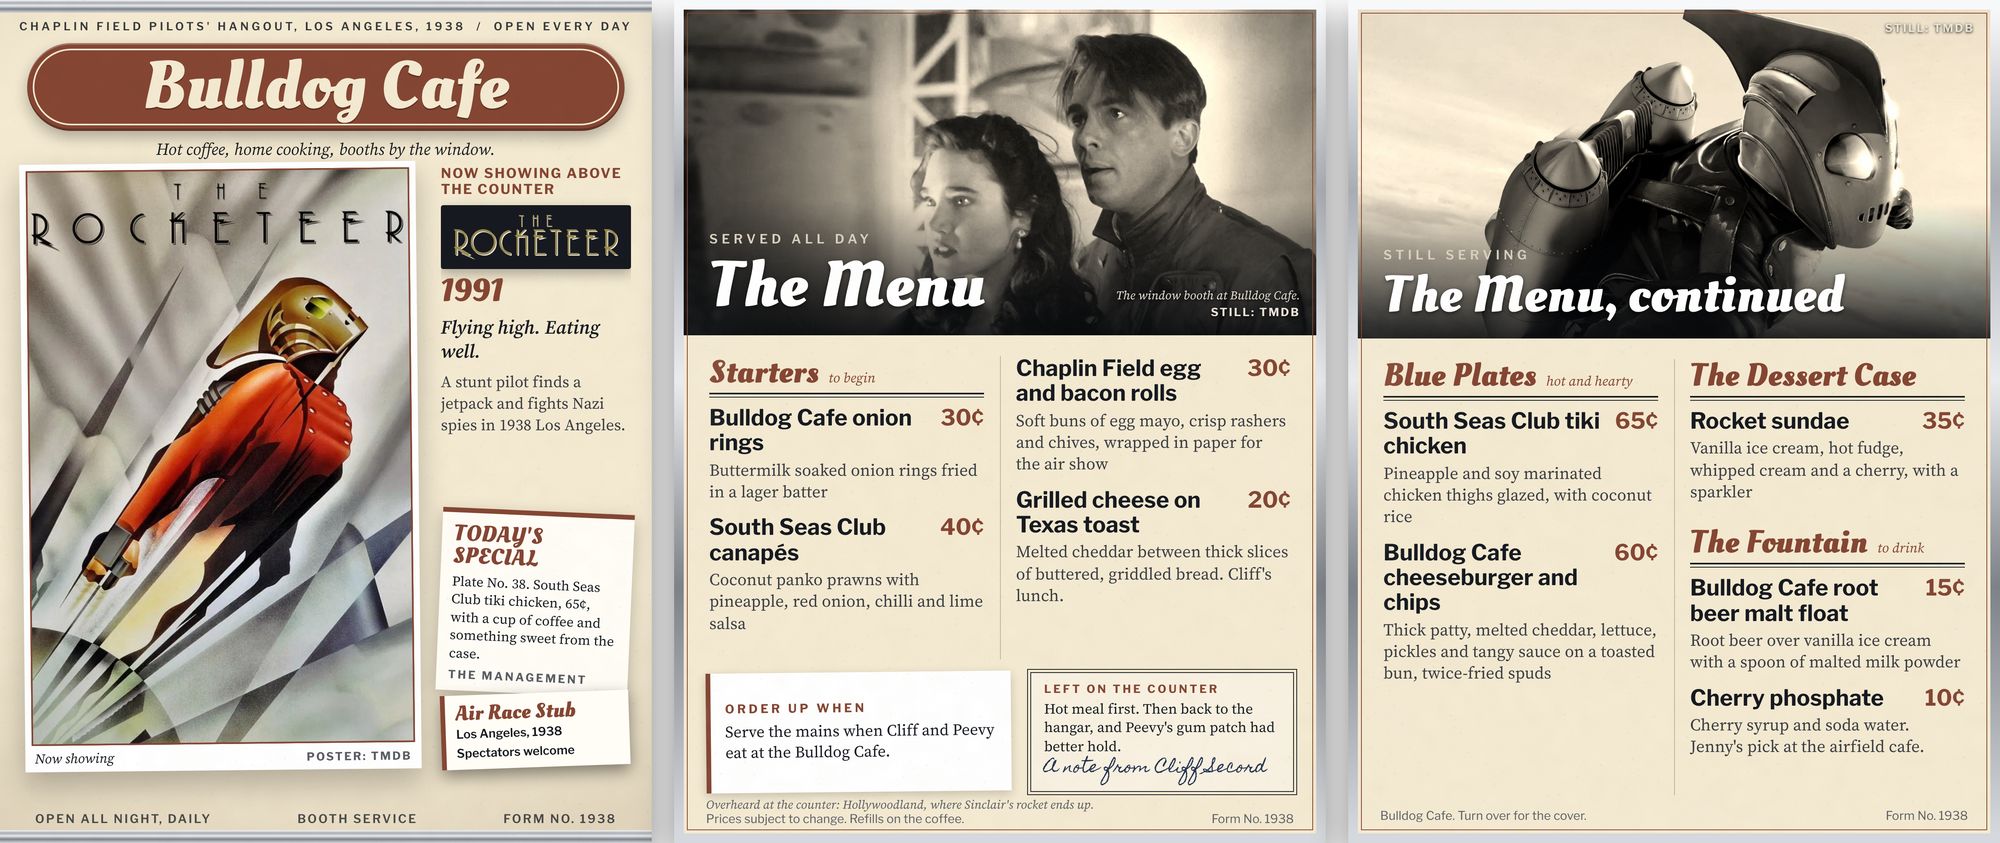 CHAPLIN FIELD PILOTS' HANGOUT, LOS ANGELES, 1938 / OPEN EVERY DAY
Bulldog Cafe
Hot coffee, home cooking, booths by the window.
THE
ROCKETEER
Now showing
POSTER: TMDB
NOW SHOWING ABOVE
THE COUNTER
THE
ROCKETEER
1991
Flying high. Eating
well.
A stunt pilot finds a
jetpack and fights Nazi
spies in 1938 Los Angeles.
TODAY'S
SPECIAL
Plate No. 38. South Seas
Club tiki chicken, 65¢,
with a cup of coffee and
something sweet from the
case.
THE MANAGEMENT
Air Race Stub
Los Angeles, 1938
Spectators welcome
OPEN ALL NIGHT, DAILY
BOOTH SERVICE
FORM NO. 1938
SERVED ALL DAY
The Menu
The window booth at Bulldog Cafe.
STILL: TMDB
Starters to begin
Bulldog Cafe onion 30¢
rings
Buttermilk soaked onion rings fried
in a lager batter
South Seas Club 40¢
canapés
Coconut panko prawns with
pineapple, red onion, chilli and lime
salsa
Chaplin Field egg 30¢
and bacon rolls
Soft buns of egg mayo, crisp rashers
and chives, wrapped in paper for
the air show
Grilled cheese on 20¢
Texas toast
Melted cheddar between thick slices
of buttered, griddled bread. Cliff's
lunch.
ORDER UP WHEN
Serve the mains when Cliff and Peevy
eat at the Bulldog Cafe.
LEFT ON THE COUNTER
Hot meal first. Then back to the
hangar, and Peevy's gum patch had
better hold.
A note from Cliff Secord
Overheard at the counter: Hollywoodland, where Sinclair's rocket ends up.
Prices subject to change. Refills on the coffee.
Form No. 1938
STILL: TMDB
STILL SERVING
The Menu, continued
Blue Plates hot and hearty
South Seas Club tiki 65¢
chicken
Pineapple and soy marinated
chicken thighs glazed, with coconut
rice
Bulldog Cafe 60¢
cheeseburger and
chips
Thick patty, melted cheddar, lettuce,
pickles and tangy sauce on a toasted
bun, twice-fried spuds
The Dessert Case
Rocket sundae 35¢
Vanilla ice cream, hot fudge,
whipped cream and a cherry, with a
sparkler
The Fountain to drink
Bulldog Cafe root 15¢
beer malt float
Root beer over vanilla ice cream
with a spoon of malted milk powder
Cherry phosphate 10¢
Cherry syrup and soda water.
Jenny's pick at the airfield cafe.
Bulldog Cafe. Turn over for the cover.
Form No. 1938